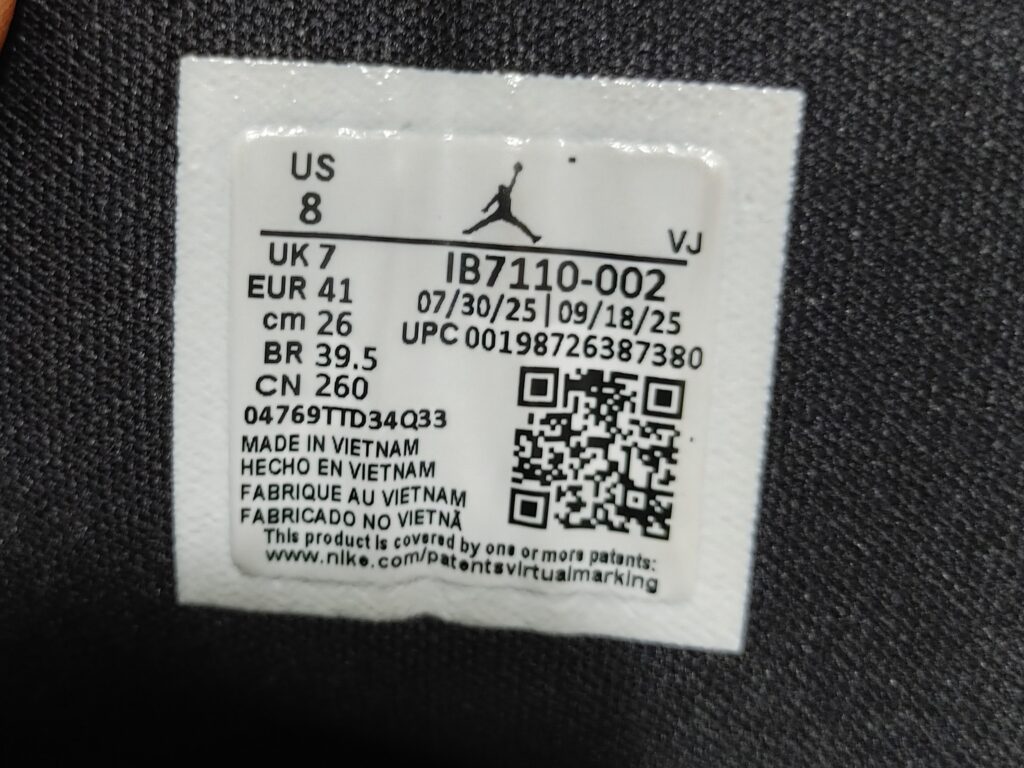 US
8
VJ
UK 7
EUR 41
cm 26
BR 39.5
CN 260
IB7110-002
07/30/25 | 09/18/25
UPC 00198726387380
04769TTD34Q33
MADE IN VIETNAM
HECHO EN VIETNAM
FABRIQUE AU VIETNAM
FABRICADO NO VIETNÃ
This product is covered by one or more patents:
www.nike.com/patentsvirtualmarking